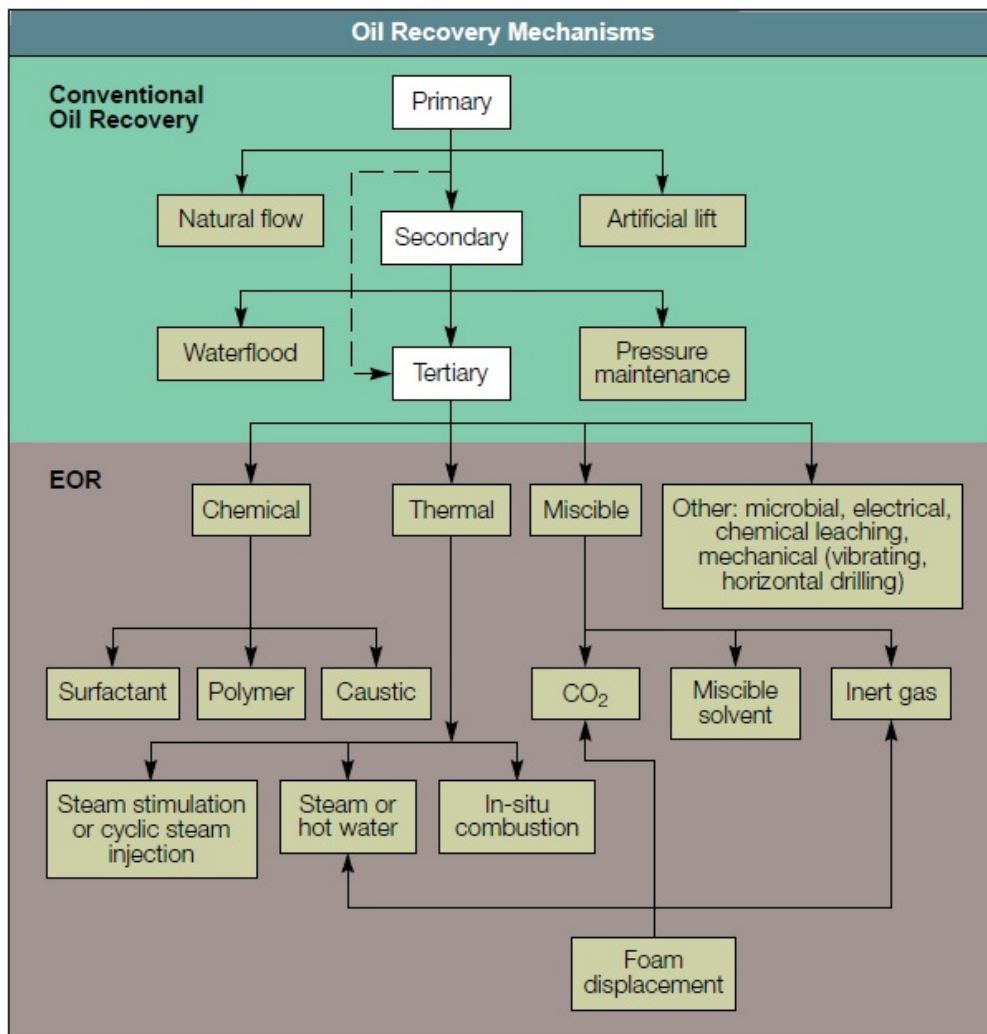 Oil Recovery Mechanisms
Conventional
Oil Recovery
Primary
Natural flow
Artificial lift
Secondary
Waterflood
Pressure
maintenance
Tertiary
EOR
Chemical
Thermal
Miscible
Other: microbial, electrical,
chemical leaching,
mechanical (vibrating,
horizontal drilling)
Surfactant
Polymer
Caustic
CO₂
Miscible
solvent
Inert gas
Steam stimulation
or cyclic steam
injection
Steam or
hot water
In-situ
combustion
Foam
displacement